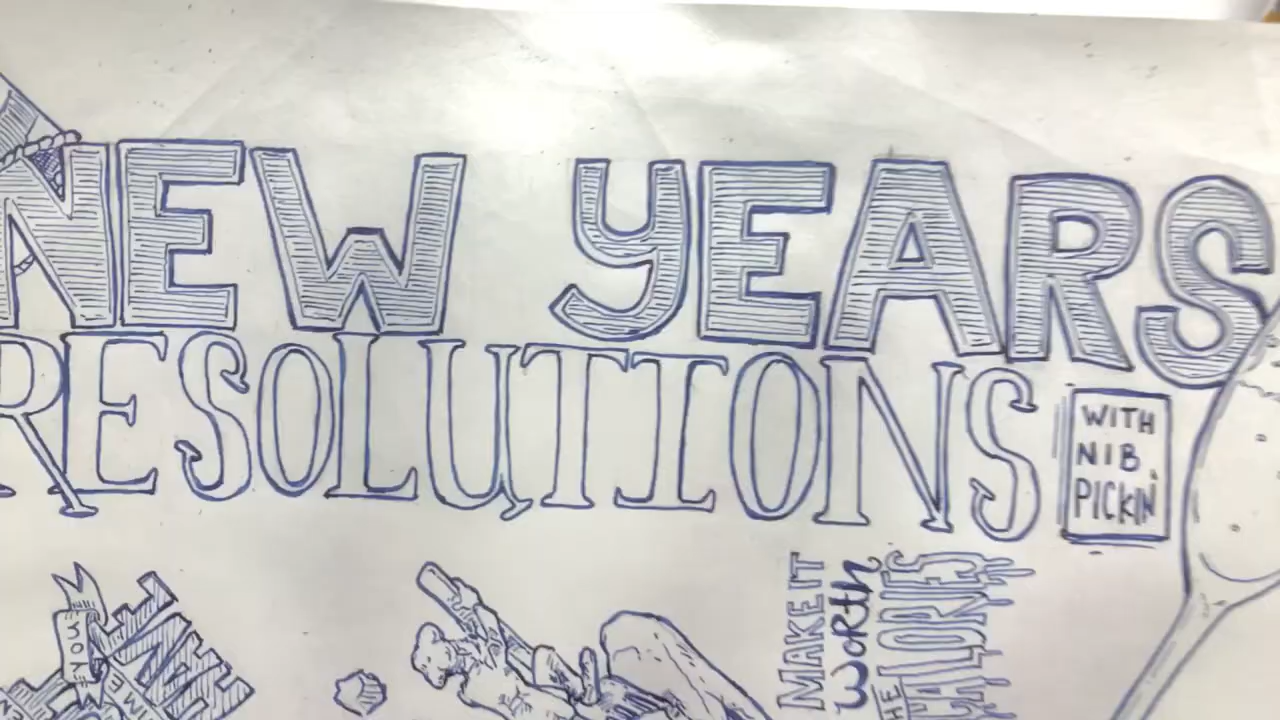 NEW YEARS
RESOLUTIONS
WITH
NIB.
PICKIN'
MAKE IT
WORTH
THE
CALORIES